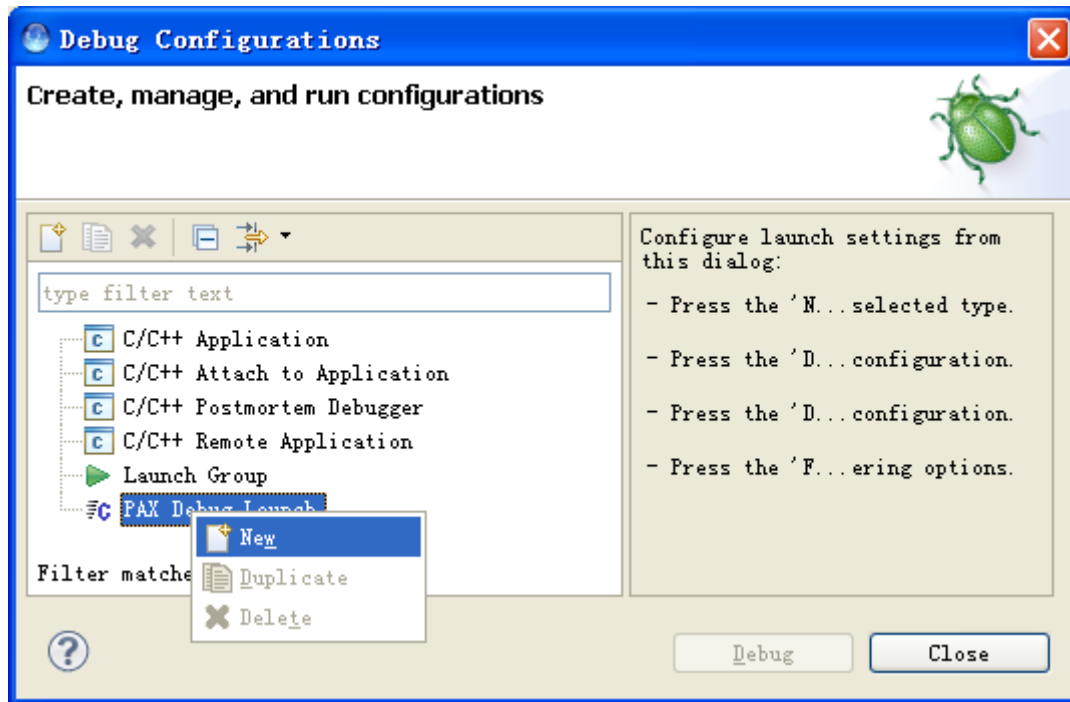 Debug Configurations
Create, manage, and run configurations
type filter text
C/C++ Application
C/C++ Attach to Application
C/C++ Postmortem Debugger
C/C++ Remote Application
Launch Group
PAX Debug Launch
New
Duplicate
Delete
Filter matche
Configure launch settings from
this dialog:
- Press the 'N...selected type.
- Press the 'D...configuration.
- Press the 'D...configuration.
- Press the 'F...ering options.
Debug
Close